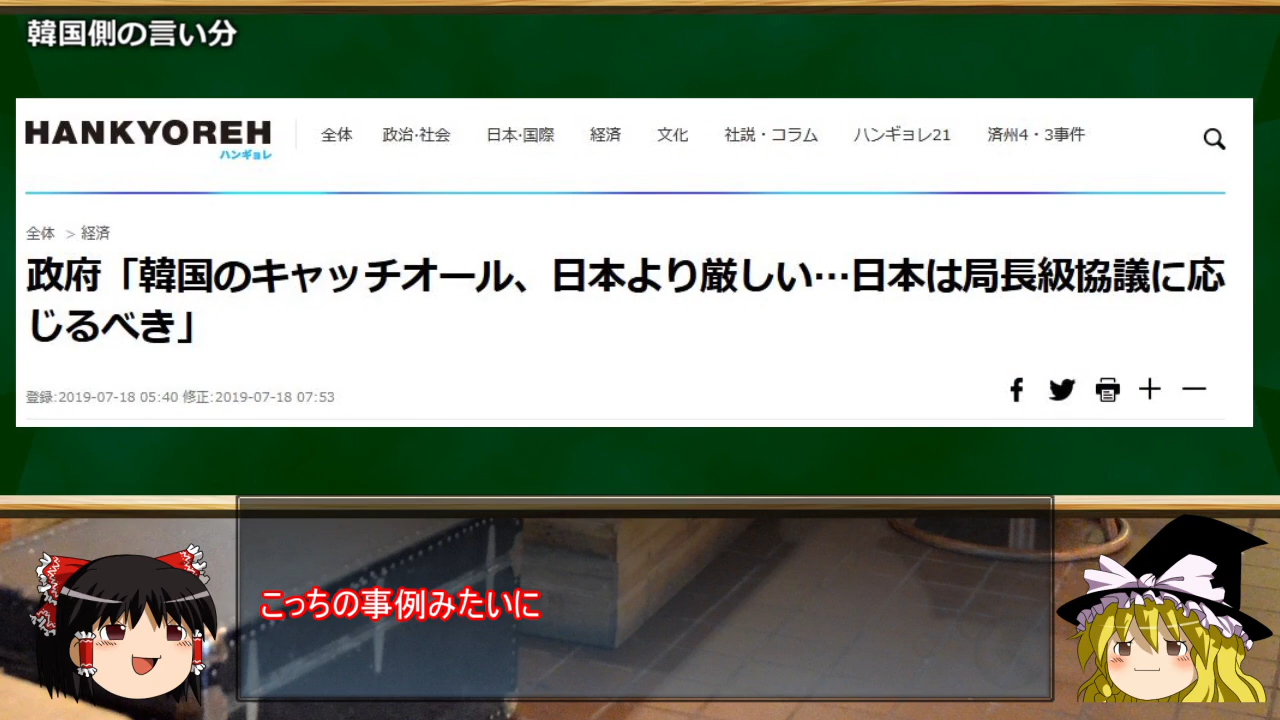 韓国側の言い分
HANKYOREH
ハンギョレ
全体 政治·社会 日本·国際 経済 文化 社説・コラム ハンギョレ21 済州4・3事件
全体 > 経済
政府「韓国のキャッチオール、日本より厳しい…日本は局長級協議に応
じるべき」
登録:2019-07-18 05:40 修正:2019-07-18 07:53
こっちの事例みたいに